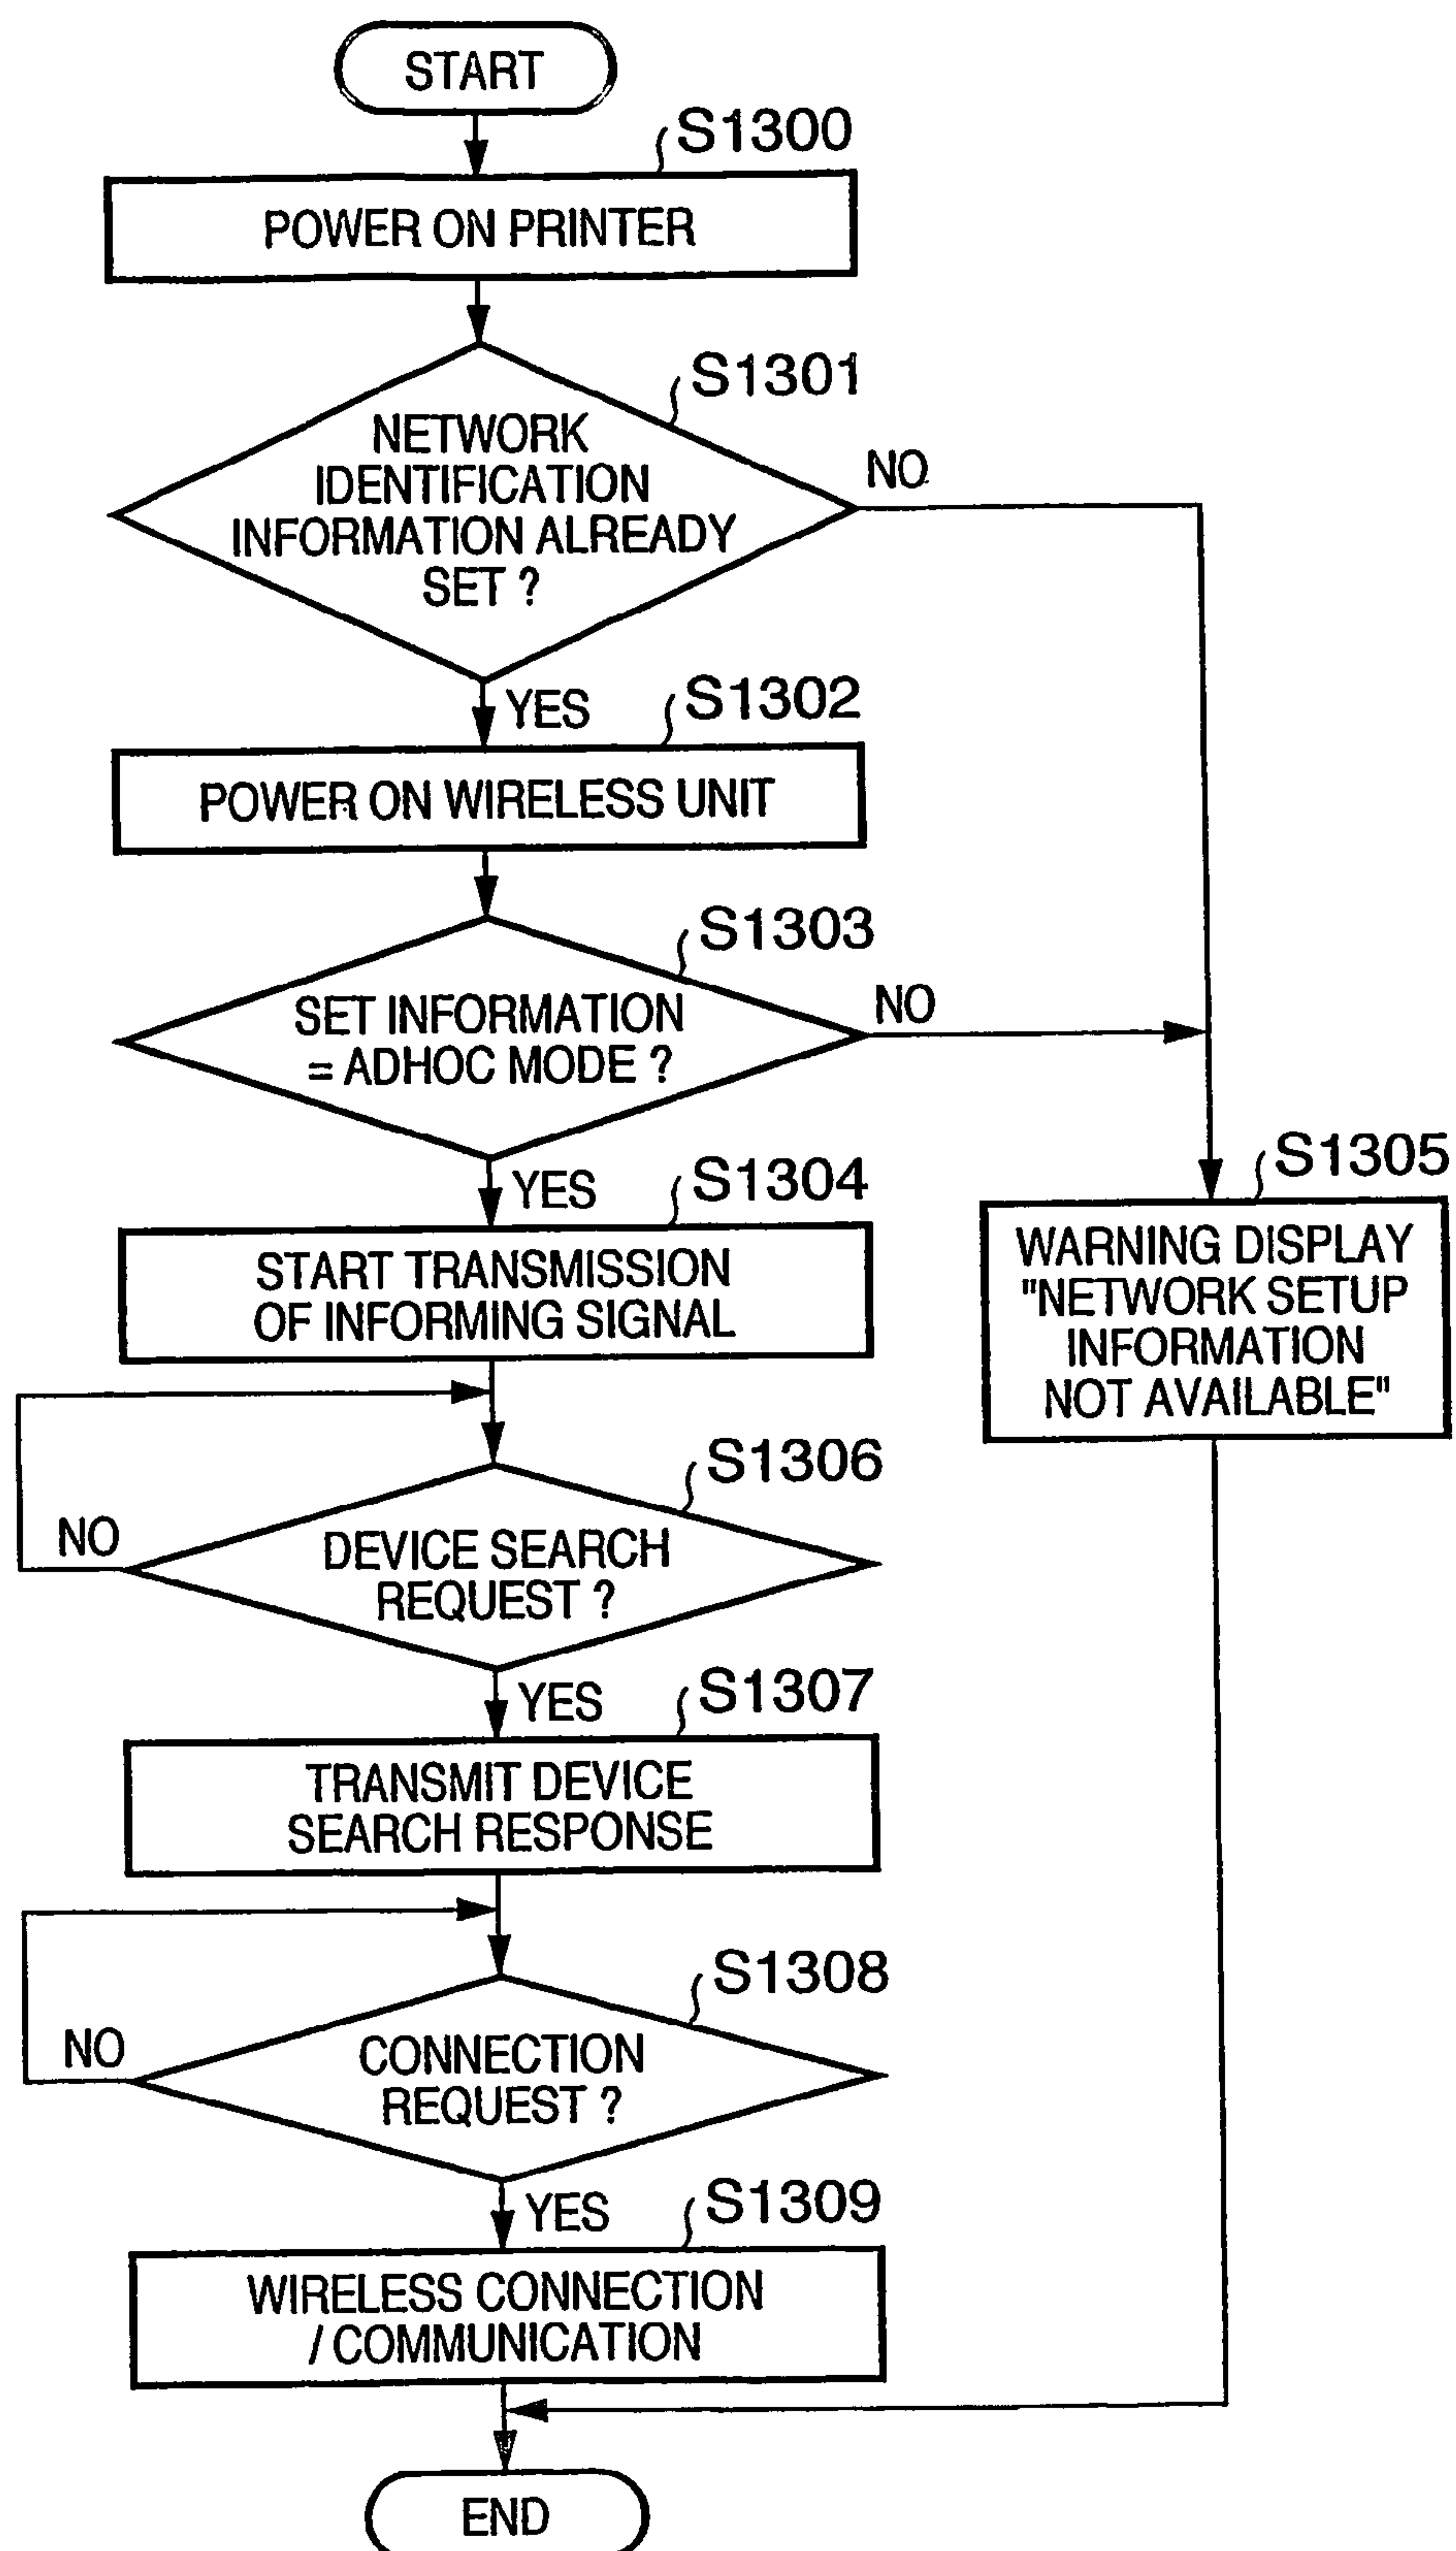 START
S1300
POWER ON PRINTER
S1301
NETWORK
IDENTIFICATION
INFORMATION ALREADY
SET ?
NO
YES
S1302
POWER ON WIRELESS UNIT
S1303
SET INFORMATION
= ADHOC MODE ?
NO
YES
S1304
START TRANSMISSION
OF INFORMING SIGNAL
S1305
WARNING DISPLAY
"NETWORK SETUP
INFORMATION
NOT AVAILABLE"
S1306
DEVICE SEARCH
REQUEST ?
NO
YES
S1307
TRANSMIT DEVICE
SEARCH RESPONSE
S1308
CONNECTION
REQUEST ?
NO
YES
S1309
WIRELESS CONNECTION
/ COMMUNICATION
END